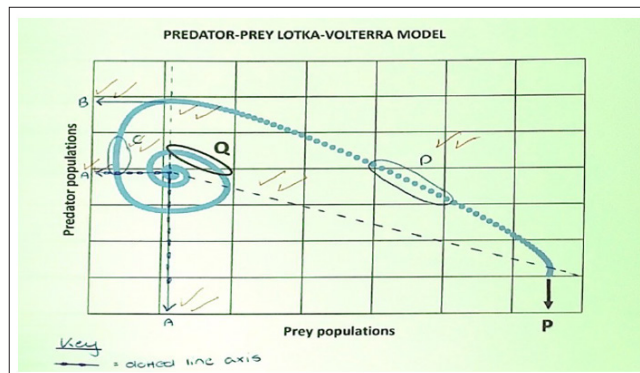 PREDATOR-PREY LOTKA-VOLTERRA MODEL
B
C
Q
D
A
Predator populations
A
Prey populations
P
Key
= dotted line axis